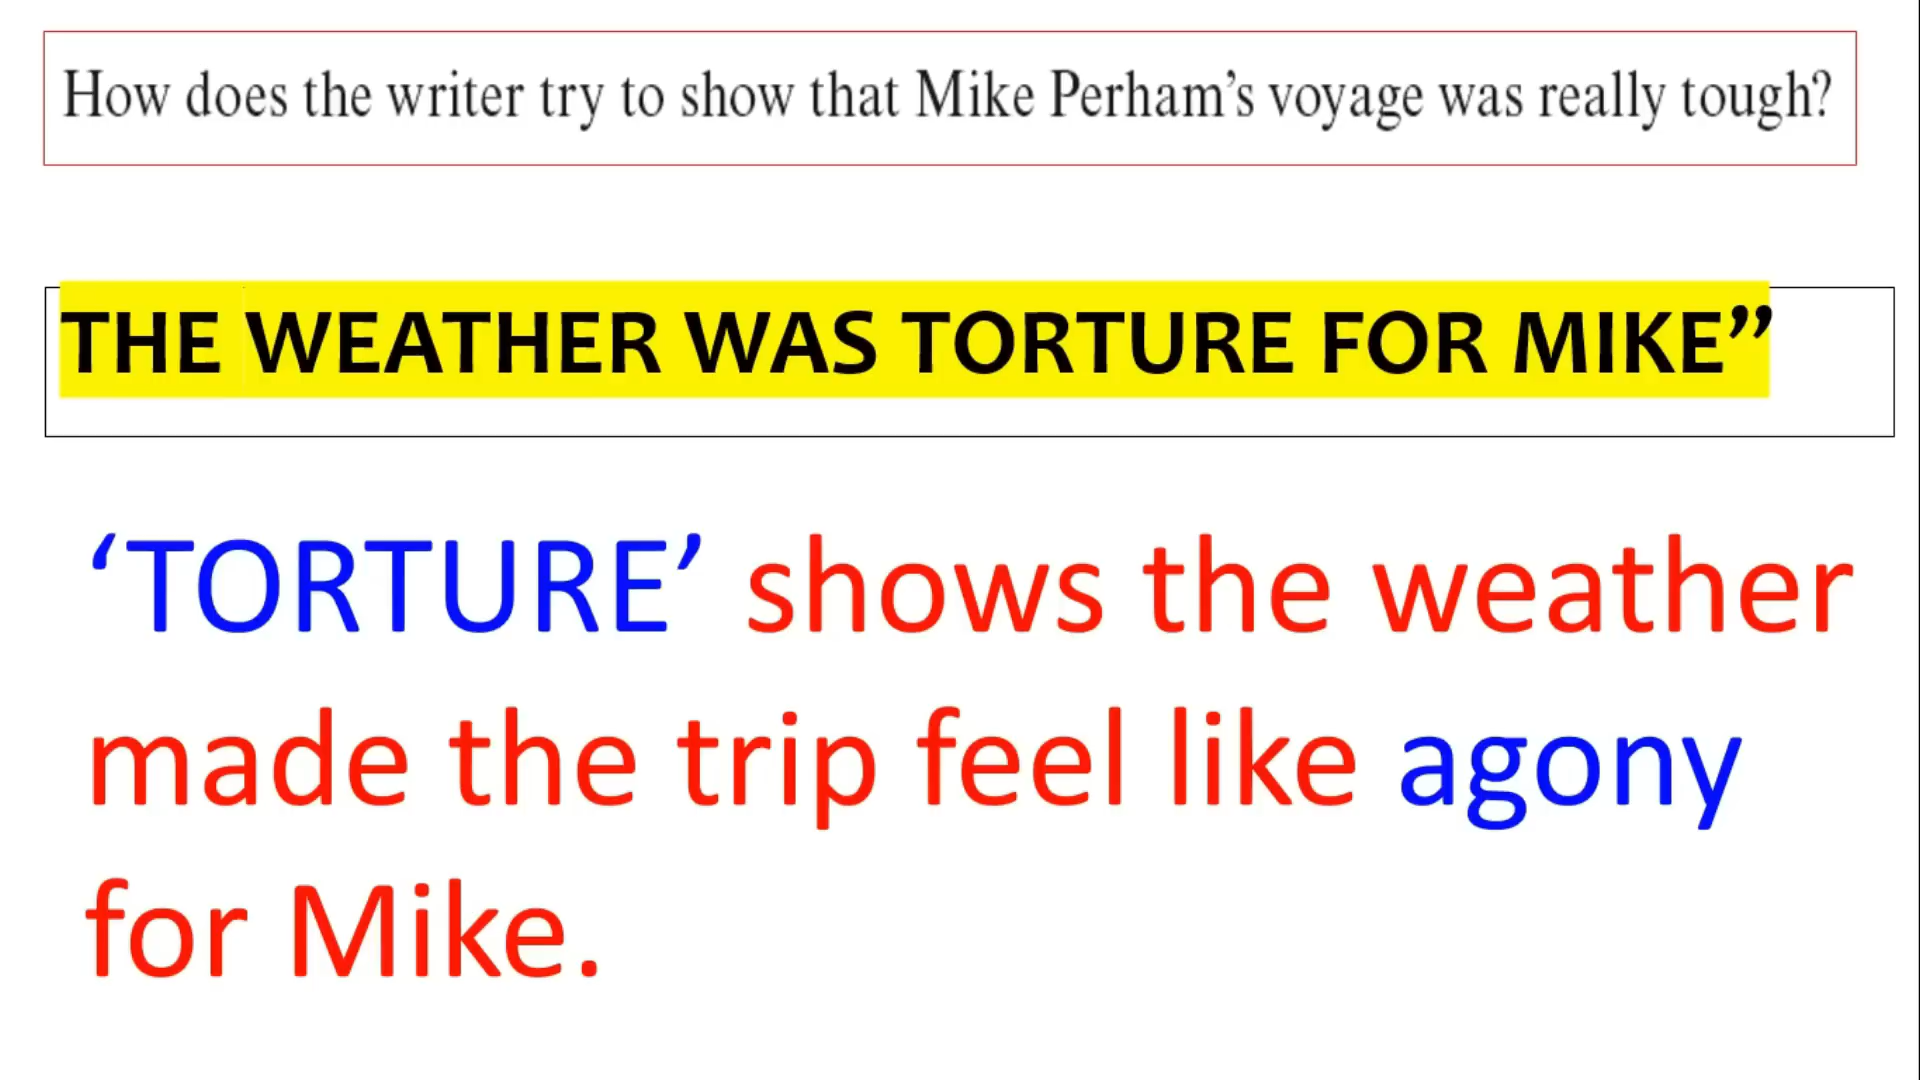 How does the writer try to show that Mike Perham’s voyage was really tough?
THE WEATHER WAS TORTURE FOR MIKE”
‘TORTURE’ shows the weather
made the trip feel like agony
for Mike.